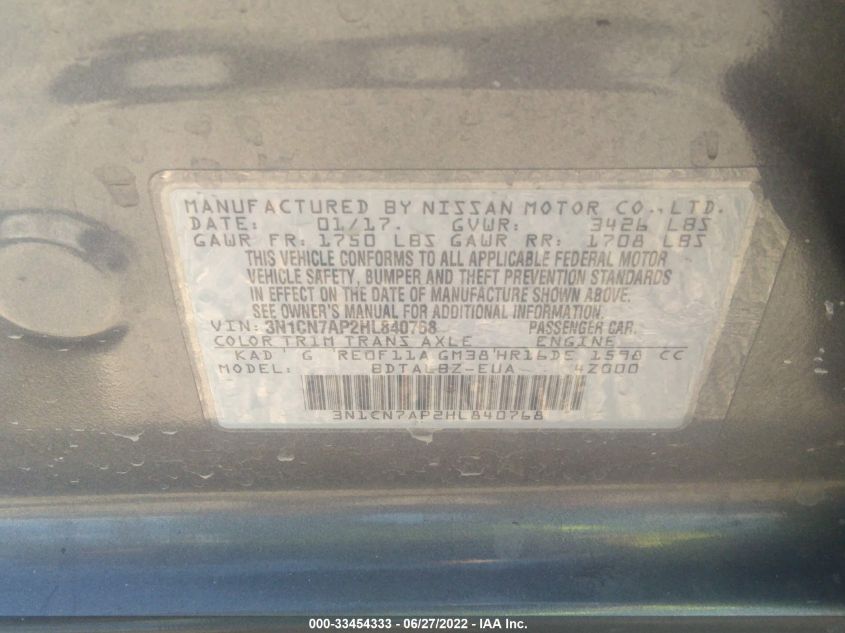 MANUFACTURED BY NISSAN MOTOR CO., LTD.
DATE: 01/17. GVWR: 3426 LBS
GAWR FR: 1750 LBS GAWR RR: 1708 LBS
THIS VEHICLE CONFORMS TO ALL APPLICABLE FEDERAL MOTOR
VEHICLE SAFETY, BUMPER AND THEFT PREVENTION STANDARDS
IN EFFECT ON THE DATE OF MANUFACTURE SHOWN ABOVE.
SEE OWNER'S MANUAL FOR ADDITIONAL INFORMATION.
VIN: 3N1CN7AP2HL840768 PASSENGER CAR.
COLOR TRIM TRANS AXLE ENGINE
KAD ' G RE0F11A GM38'HR16DE 1598 CC
MODEL: BDTALBZ-EUA 4Z000
3N1CN7AP2HL840768
000-33454333 - 06/27/2022 - IAA Inc.